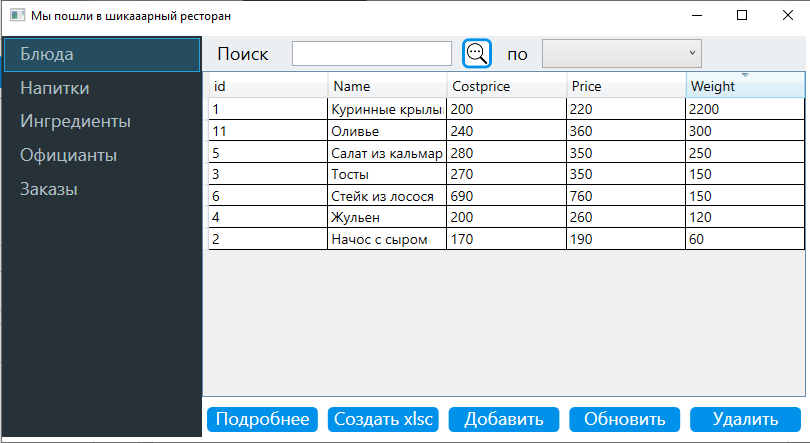 Мы пошли в шикааарный ресторан
Блюда
Напитки
Ингредиенты
Официанты
Заказы
Поиск по
id Name Costprice Price Weight
1 Куринные крылы 200 220 2200
11 Оливье 240 360 300
5 Салат из кальмар 280 350 250
3 Тосты 270 350 150
6 Стейк из лосося 690 760 150
4 Жульен 200 260 120
2 Начос с сыром 170 190 60
Подробнее Создать xlsc Добавить Обновить Удалить